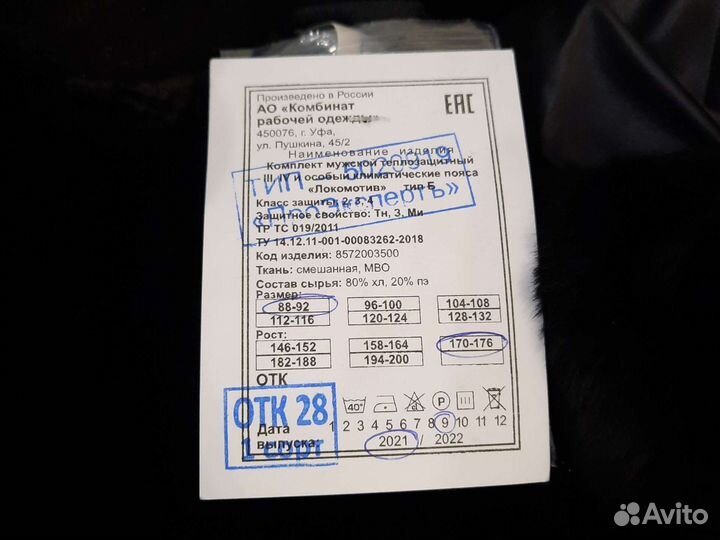 Произведено в России
EAC
АО «Комбинат
рабочей одежды»
450076, г. Уфа,
ул. Пушкина, 45/2
Наименование изделия
Комплект мужской теплозащитный
III, IV и особый климатические пояса
«Локомотив» тип Б
ТИП
Класс защиты: 2, 3, 4
Защитное свойство: Тн, З, Ми
ТР ТС 019/2011
ТУ 14.12.11-001-00083262-2018
Код изделия: 8572003500
Ткань: смешанная, МВО
Состав сырья: 80% хл, 20% пэ
Размер:
88-92 96-100 104-108
112-116 120-124 128-132
Рост:
146-152 158-164 170-176
182-188 194-200
ОТК
ОТК 28
1 сорт
40°
P
Дата 1 2 3 4 5 6 7 8 9 10 11 12
выпуска: 2021 / 2022
Avito